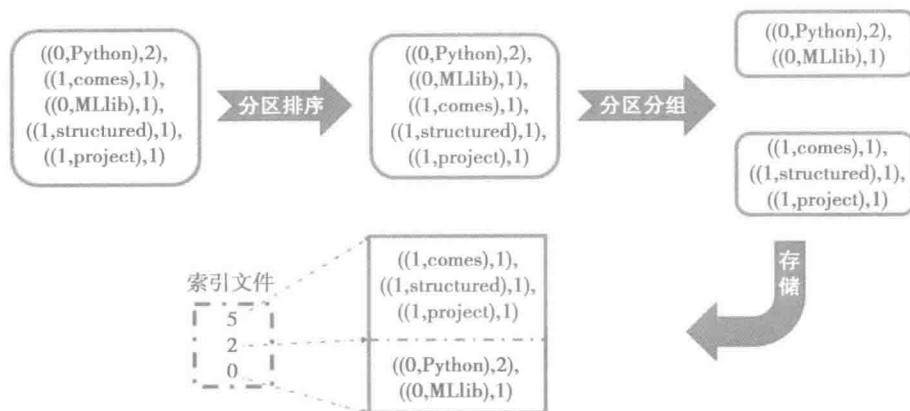 ((0,Python),2),
((1,comes),1),
((0,MLlib),1),
((1,structured),1),
((1,project),1)
分区排序
((0,Python),2),
((0,MLlib),1),
((1,comes),1),
((1,structured),1),
((1,project),1)
分区分组
((0,Python),2),
((0,MLlib),1)
((1,comes),1),
((1,structured),1),
((1,project),1)
存
储
索引文件
5
2
0
((1,comes),1),
((1,structured),1),
((1,project),1)
((0,Python),2),
((0,MLlib),1)